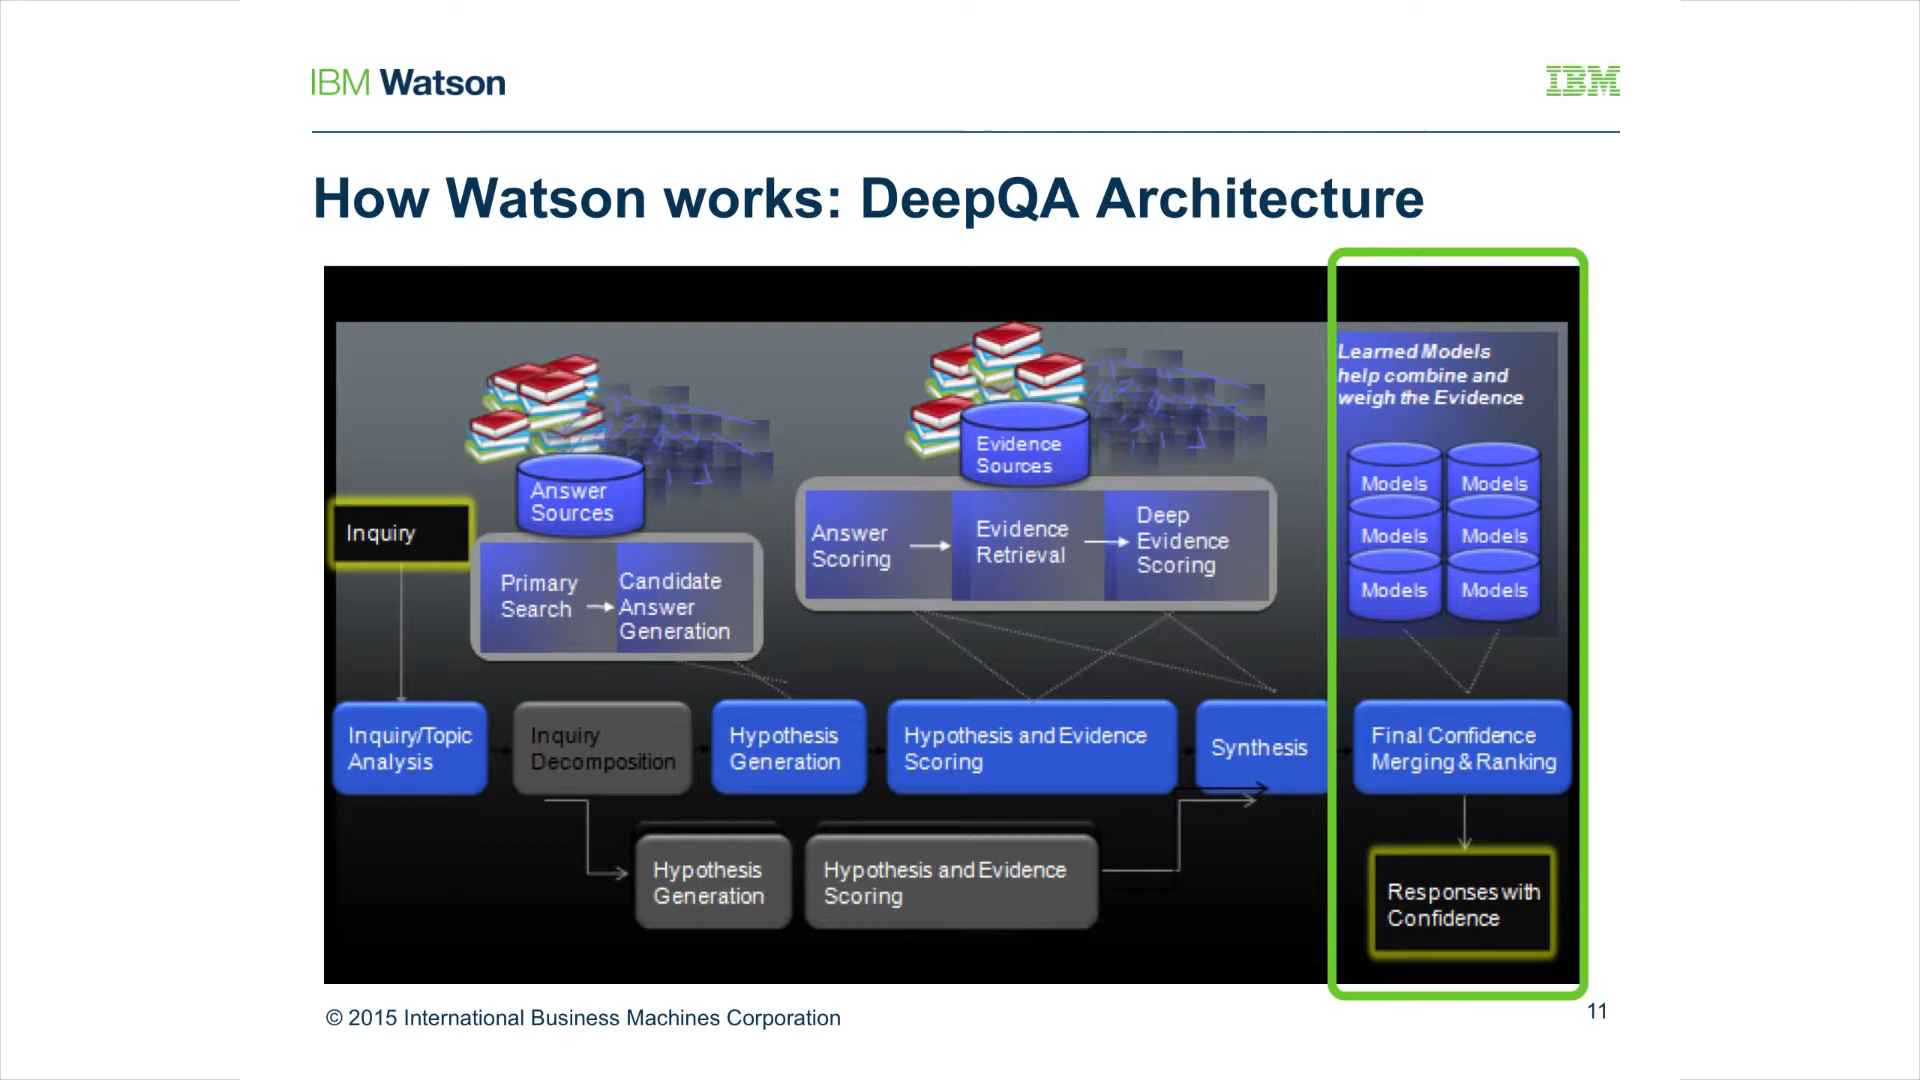 IBM Watson
IBM
How Watson works: DeepQA Architecture
Learned Models
help combine and
weigh the Evidence
Evidence
Sources
Answer
Sources
Models Models
Models Models
Models Models
Inquiry
Primary
Search
Candidate
Answer
Generation
Answer
Scoring
Evidence
Retrieval
Deep
Evidence
Scoring
Inquiry/Topic
Analysis
Inquiry
Decomposition
Hypothesis
Generation
Hypothesis and Evidence
Scoring
Synthesis
Final Confidence
Merging & Ranking
Hypothesis
Generation
Hypothesis and Evidence
Scoring
Responses with
Confidence
© 2015 International Business Machines Corporation
11